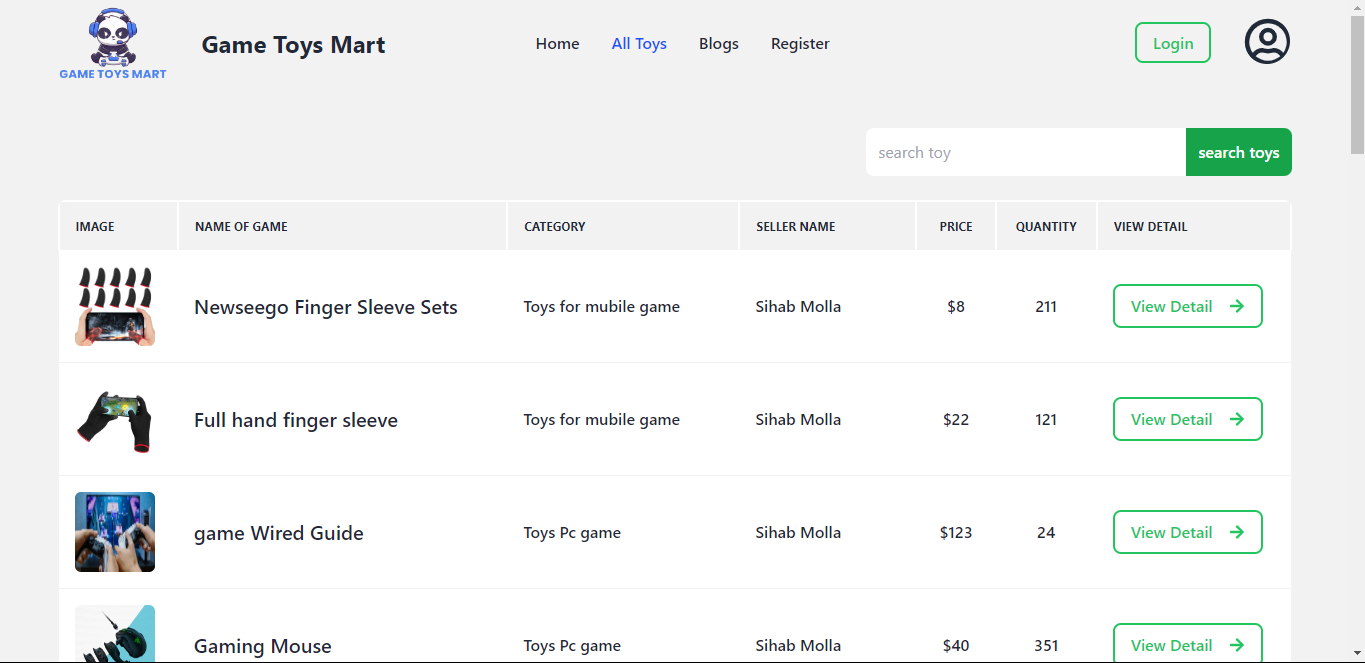 GAME TOYS MART
Game Toys Mart
Home All Toys Blogs Register
Login
search toy
search toys
IMAGE NAME OF GAME CATEGORY SELLER NAME PRICE QUANTITY VIEW DETAIL
Newseego Finger Sleeve Sets Toys for mubile game Sihab Molla $8 211 View Detail
Full hand finger sleeve Toys for mubile game Sihab Molla $22 121 View Detail
game Wired Guide Toys Pc game Sihab Molla $123 24 View Detail
Gaming Mouse Toys Pc game Sihab Molla $40 351 View Detail